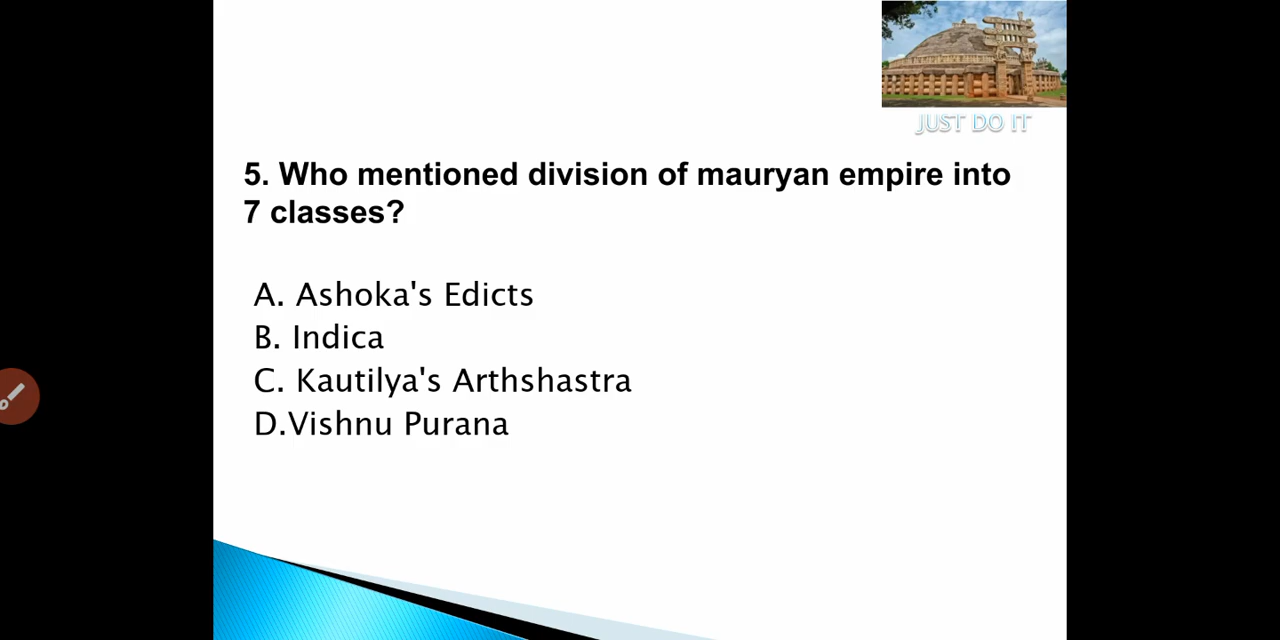 JUST DO IT
5. Who mentioned division of mauryan empire into
7 classes?
A. Ashoka's Edicts
B. Indica
C. Kautilya's Arthshastra
D.Vishnu Purana